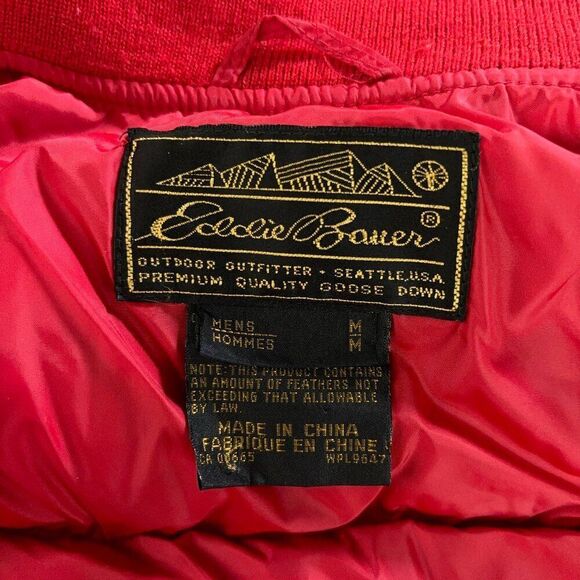 Eddie Bauer®
OUTDOOR OUTFITTER • SEATTLE, U.S.A.
PREMIUM QUALITY GOOSE DOWN
MENS M
HOMMES M
NOTE: THIS PRODUCT CONTAINS
AN AMOUNT OF FEATHERS NOT
EXCEEDING THAT ALLOWABLE
BY LAW.
MADE IN CHINA
FABRIQUE EN CHINE
CA WPL9647